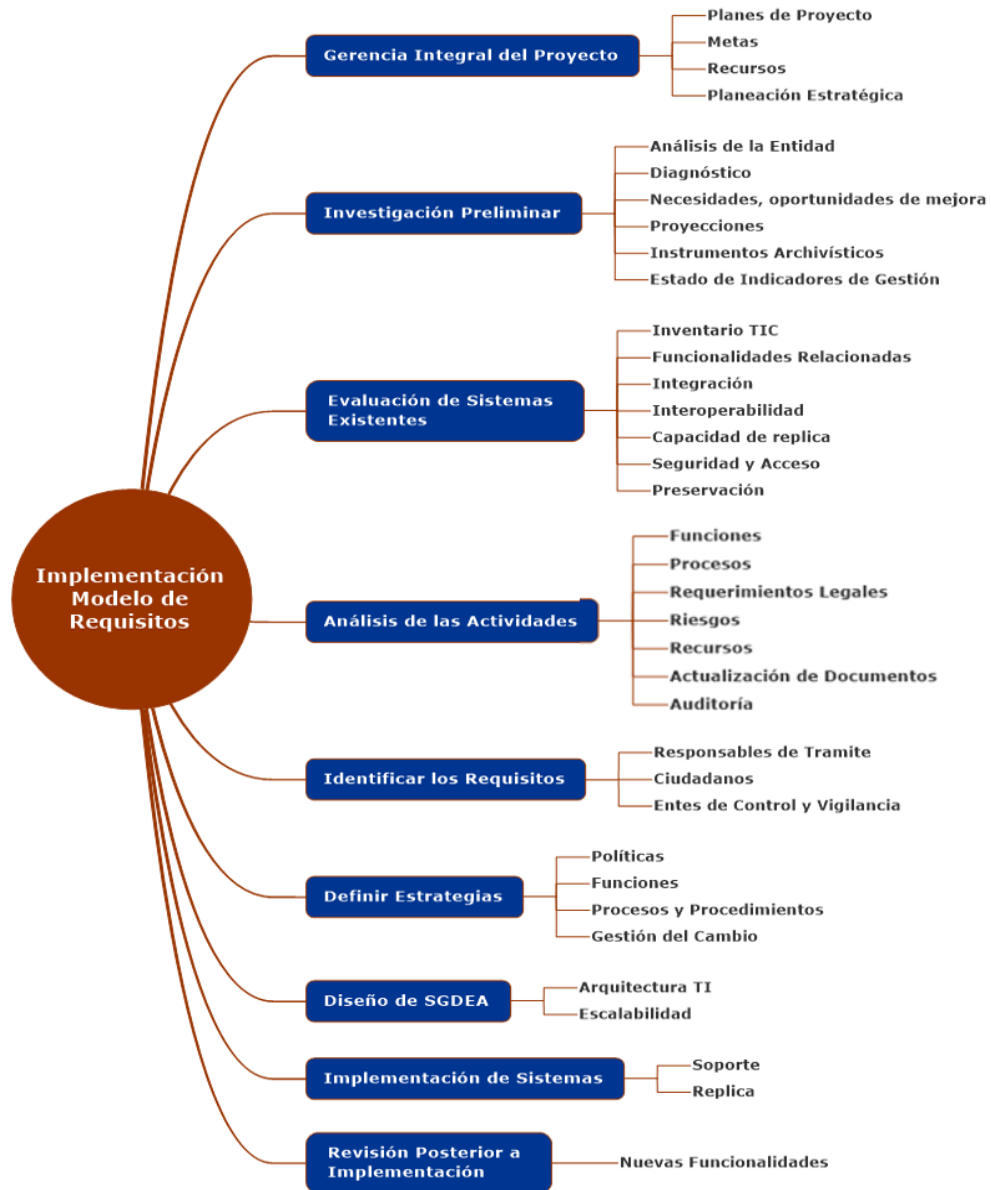 Implementación
Modelo de
Requisitos
Gerencia Integral del Proyecto
Planes de Proyecto
Metas
Recursos
Planeación Estratégica
Investigación Preliminar
Análisis de la Entidad
Diagnóstico
Necesidades, oportunidades de mejora
Proyecciones
Instrumentos Archivísticos
Estado de Indicadores de Gestión
Evaluación de Sistemas
Existentes
Inventario TIC
Funcionalidades Relacionadas
Integración
Interoperabilidad
Capacidad de replica
Seguridad y Acceso
Preservación
Análisis de las Actividades
Funciones
Procesos
Requerimientos Legales
Riesgos
Recursos
Actualización de Documentos
Auditoría
Identificar los Requisitos
Responsables de Tramite
Ciudadanos
Entes de Control y Vigilancia
Definir Estrategias
Políticas
Funciones
Procesos y Procedimientos
Gestión del Cambio
Diseño de SGDEA
Arquitectura TI
Escalabilidad
Implementación de Sistemas
Soporte
Replica
Revisión Posterior a
Implementación
Nuevas Funcionalidades